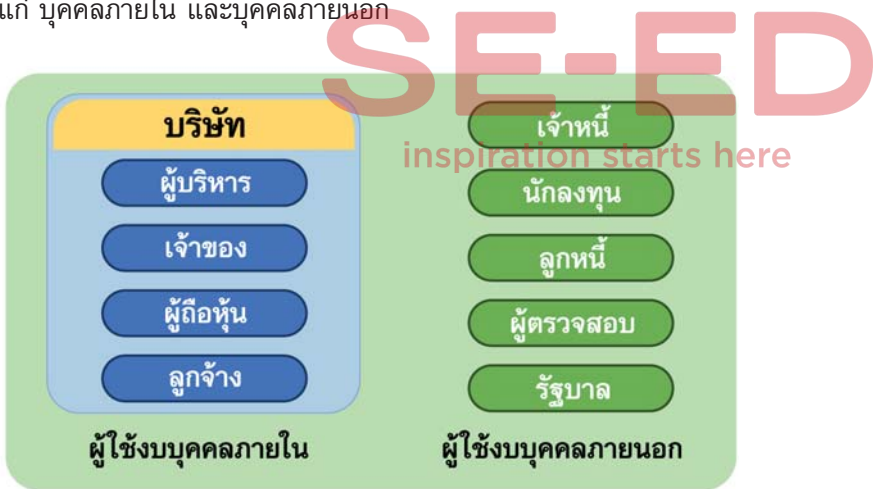 แก่ บุคคลภายใน และบุคคลภายนอก
SE-ED
inspiration starts here
บริษัท
ผู้บริหาร
เจ้าของ
ผู้ถือหุ้น
ลูกจ้าง
ผู้ใช้งบบุคคลภายใน
เจ้าหนี้
นักลงทุน
ลูกหนี้
ผู้ตรวจสอบ
รัฐบาล
ผู้ใช้งบบุคคลภายนอก